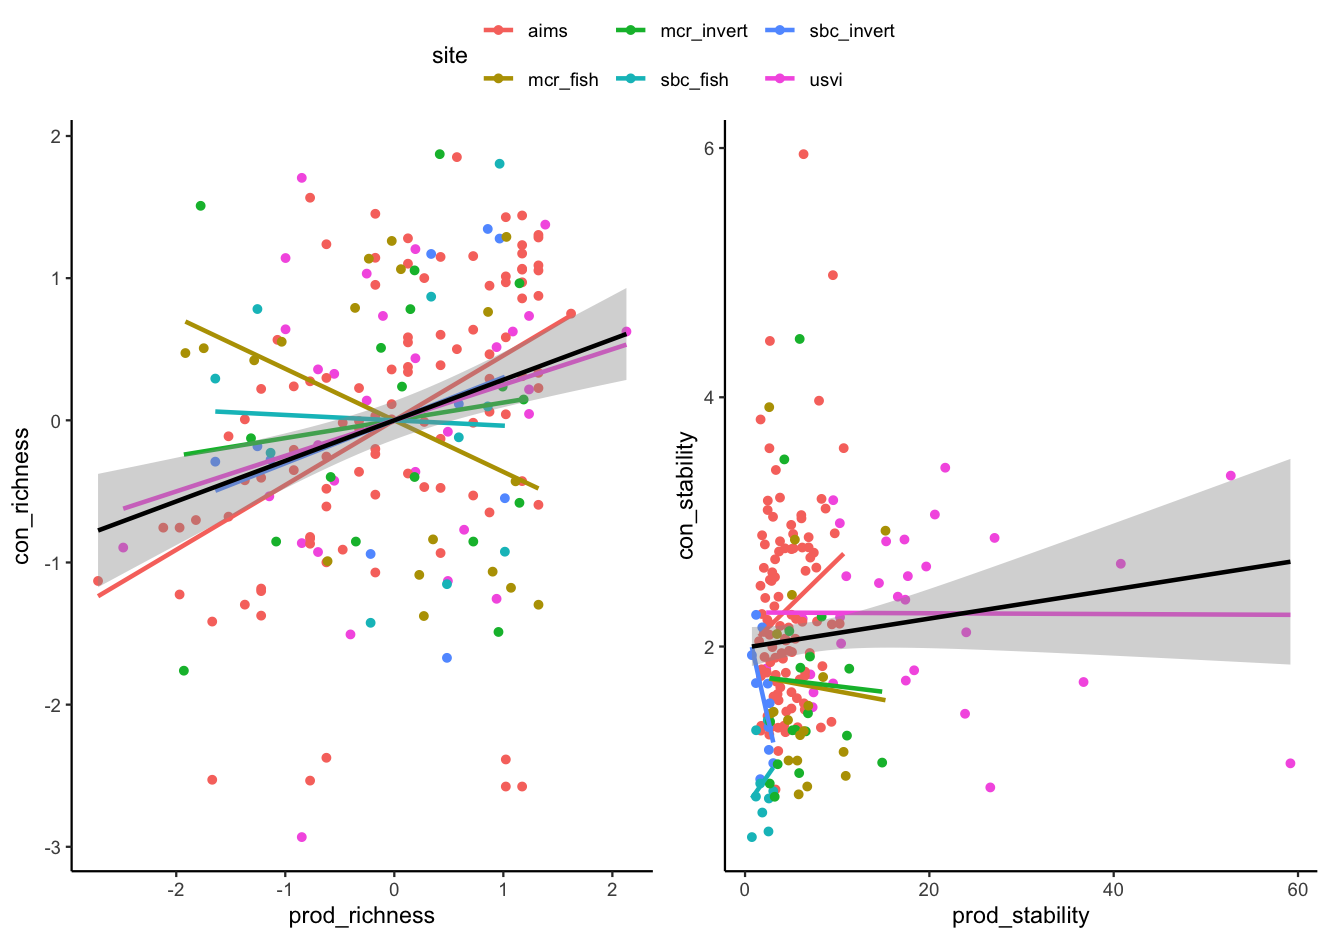 site
aims
mcr_invert
sbc_invert
mcr_fish
sbc_fish
usvi
2
1
0
-1
-2
-3
con_richness
-2
-1
0
1
2
prod_richness
6
4
2
con_stability
0
20
40
60
prod_stability